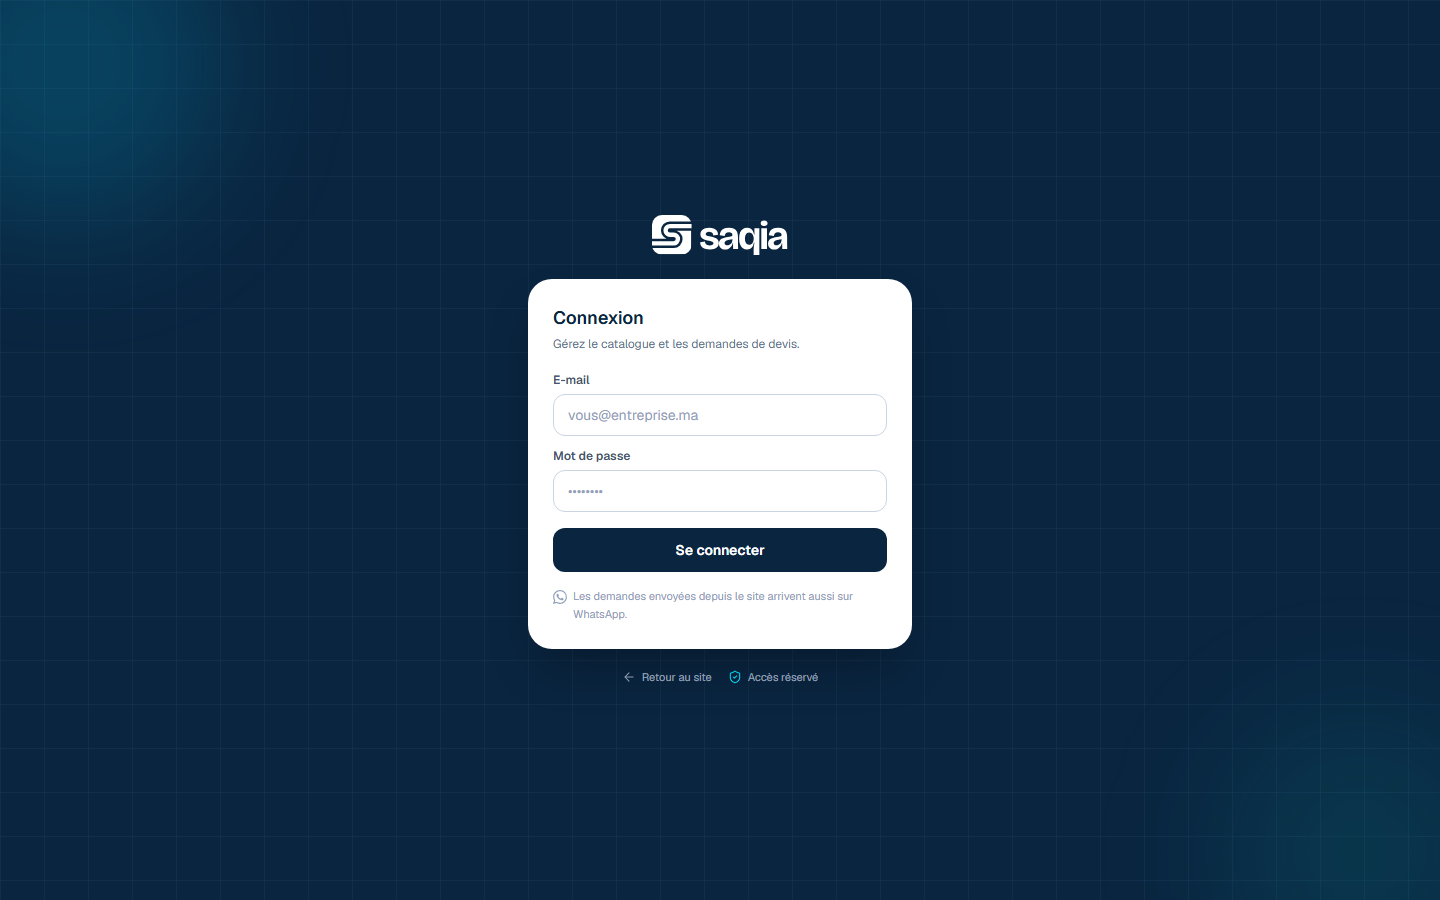 saqia
Connexion
Gérez le catalogue et les demandes de devis.
E-mail
vous@entreprise.ma
Mot de passe
••••••••
Se connecter
Les demandes envoyées depuis le site arrivent aussi sur
WhatsApp.
Retour au site
Accès réservé